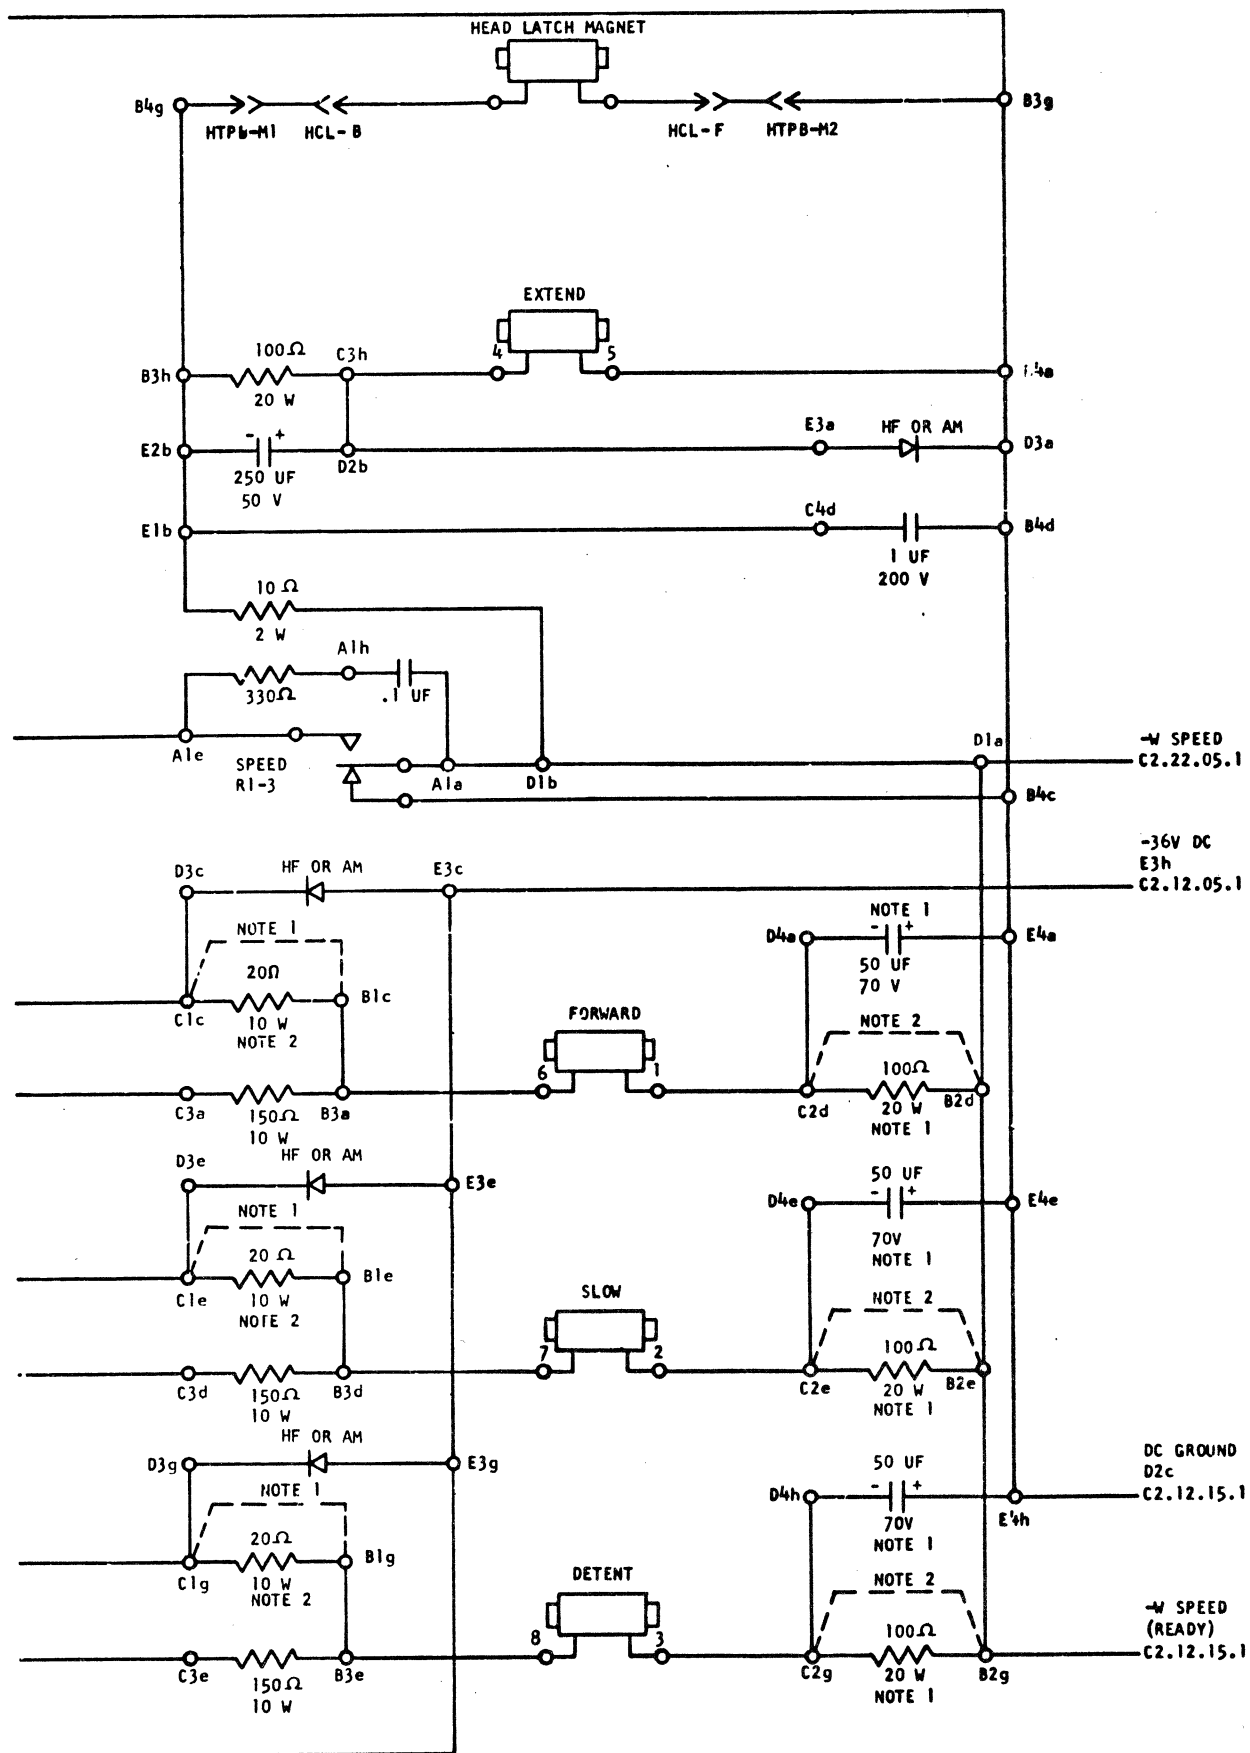 HEAD LATCH MAGNET
B4g
B3g
HTPb-M1 HCL-B
HCL-F HTPB-M2
EXTEND
100Ω C3h
4 5
B3h
20 W
E3a HF OR AM
E2b - + D2b
D3a
250 UF
50 V
C4d
E1b
B4d
1 UF
200 V
10 Ω
2 W
A1h
330Ω .1 UF
A1e
SPEED
R1-3
A1a D1b
D1a
-W SPEED
C2.22.05.1
B4c
-36V DC
E3h
C2.12.05.1
D3c HF OR AM E3c
NOTE 1
D4a - + E4a
50 UF
70 V
NOTE 1
20Ω
C1c B1c
10 W
NOTE 2
FORWARD
6 1
NOTE 2
100Ω
C2d 20 W B2d
NOTE 1
C3a 150Ω B3a
10 W
D3e HF OR AM E3e
50 UF
D4e - + E4e
70V
NOTE 1
NOTE 1
20 Ω
C1e B1e
10 W
NOTE 2
SLOW
7 2
NOTE 2
100Ω
C2e 20 W B2e
NOTE 1
C3d 150Ω B3d
10 W
D3g HF OR AM E3g
50 UF
D4h - + E4h
70V
NOTE 1
DC GROUND
D2c
C2.12.15.1
NOTE 1
20Ω
C1g B1g
10 W
NOTE 2
DETENT
8 3
NOTE 2
100Ω
C2g 20 W B2g
NOTE 1
-W SPEED
(READY)
C2.12.15.1
C3e 150Ω B3e
10 W